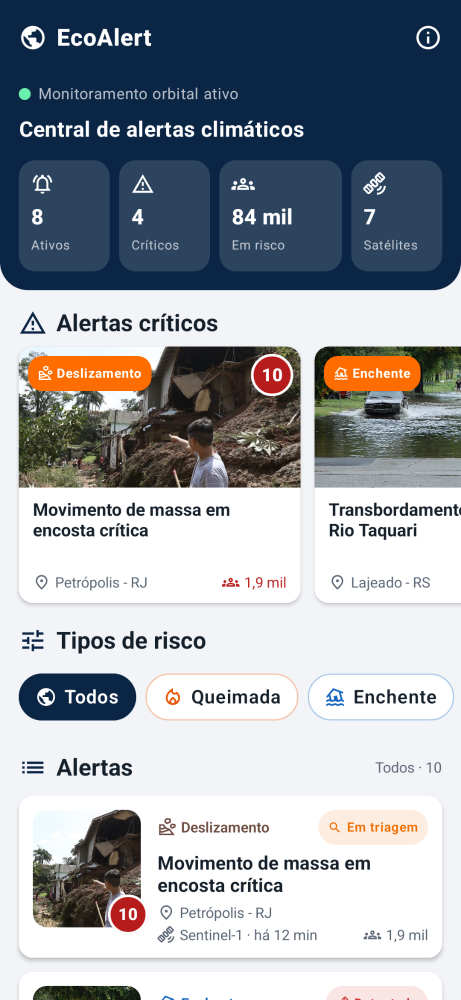 EcoAlert
Monitoramento orbital ativo
Central de alertas climáticos
8
Ativos
4
Críticos
84 mil
Em risco
7
Satélites
Alertas críticos
Deslizamento
10
Movimento de massa em
encosta crítica
Petrópolis - RJ
1,9 mil
Enchente
Rio Taquari
Lajeado - RS
Tipos de risco
Todos
Queimada
Enchente
Alertas
Todos · 10
Deslizamento
Em triagem
Movimento de massa em
encosta crítica
Petrópolis - RJ
Sentinel-1 · há 12 min
1,9 mil
10